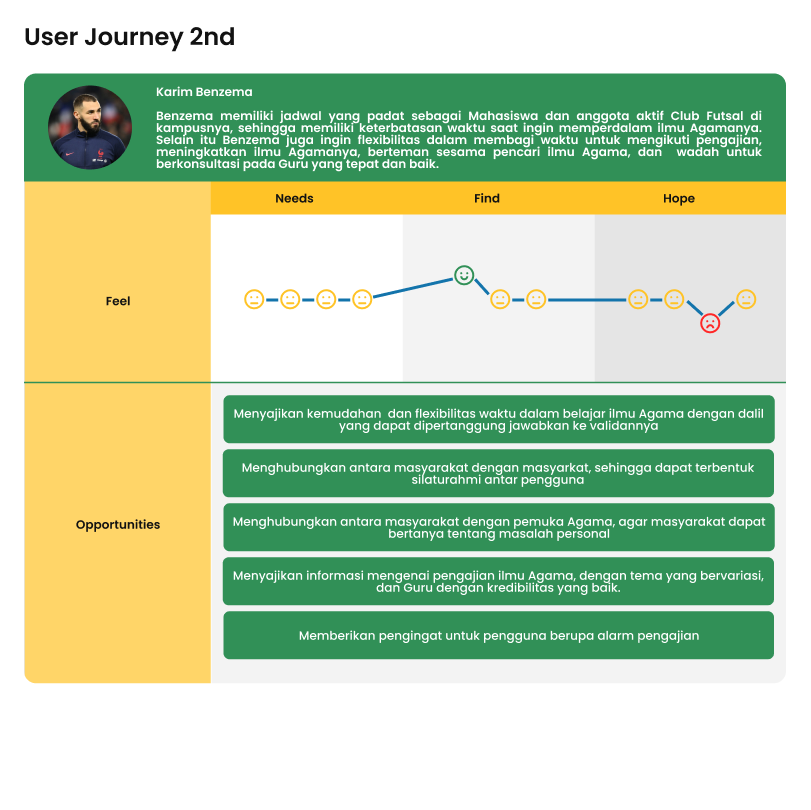 User Journey 2nd
Karim Benzema
Benzema memiliki jadwal yang padat sebagai Mahasiswa dan anggota aktif Club Futsal di
kampusnya, sehingga memiliki keterbatasan waktu saat ingin memperdalam ilmu Agamanya.
Selain itu Benzema juga ingin flexibilitas dalam membagi waktu untuk mengikuti pengajian,
meningkatkan ilmu Agamanya, berteman sesama pencari ilmu Agama, dan wadah untuk
berkonsultasi pada Guru yang tepat dan baik.
Needs
Find
Hope
Feel
Opportunities
Menyajikan kemudahan dan flexibilitas waktu dalam belajar ilmu Agama dengan dalil
yang dapat dipertanggung jawabkan ke validannya
Menghubungkan antara masyarakat dengan masyarkat, sehingga dapat terbentuk
silaturahmi antar pengguna
Menghubungkan antara masyarakat dengan pemuka Agama, agar masyarakat dapat
bertanya tentang masalah personal
Menyajikan informasi mengenai pengajian ilmu Agama, dengan tema yang bervariasi,
dan Guru dengan kredibilitas yang baik.
Memberikan pengingat untuk pengguna berupa alarm pengajian